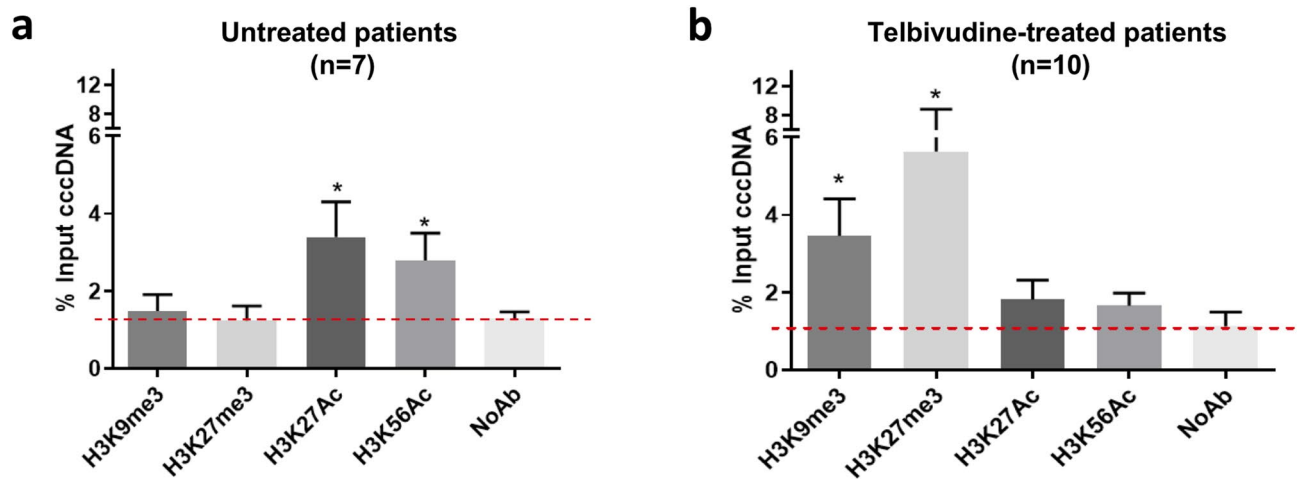 a
Untreated patients
(n=7)
% Input cccDNA
12
8
6
4
2
0
*
*
H3K9me3
H3K27me3
H3K27Ac
H3K56Ac
NoAb
b
Telbivudine-treated patients
(n=10)
% Input cccDNA
12
8
6
4
2
0
*
*
H3K9me3
H3K27me3
H3K27Ac
H3K56Ac
NoAb